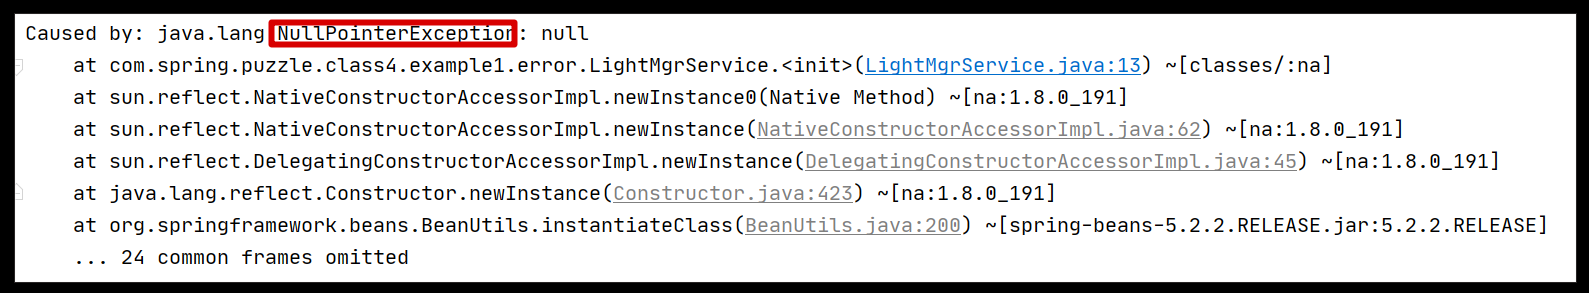 Caused by: java.lang.NullPointerException: null
at com.spring.puzzle.class4.example1.error.LightMgrService.<init>(LightMgrService.java:13) ~[classes/:na]
at sun.reflect.NativeConstructorAccessorImpl.newInstance0(Native Method) ~[na:1.8.0_191]
at sun.reflect.NativeConstructorAccessorImpl.newInstance(NativeConstructorAccessorImpl.java:62) ~[na:1.8.0_191]
at sun.reflect.DelegatingConstructorAccessorImpl.newInstance(DelegatingConstructorAccessorImpl.java:45) ~[na:1.8.0_191]
at java.lang.reflect.Constructor.newInstance(Constructor.java:423) ~[na:1.8.0_191]
at org.springframework.beans.BeanUtils.instantiateClass(BeanUtils.java:200) ~[spring-beans-5.2.2.RELEASE.jar:5.2.2.RELEASE]
... 24 common frames omitted